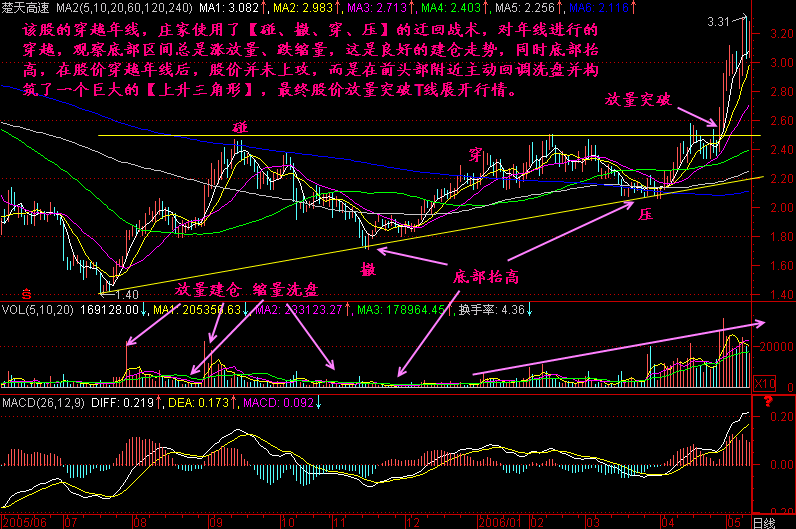 楚天高速 MA2(5,10,20,60,120,240) MA1: 3.082↑, MA2: 2.983↑, MA3: 2.713↑, MA4: 2.403↑, MA5: 2.256↑, MA6: 2.116↑
该股的穿越年线，庄家使用了【碰、撤、穿、压】的迂回战术，对年线进行的
穿越，观察底部区间总是涨放量、跌缩量，这是良好的建仓走势，同时底部抬
高，在股价穿越年线后，股价并未上攻，而是在前头部附近主动回调洗盘并构
筑了一个巨大的【上升三角形】，最终股价放量突破T线展开行情。
3.31
3.20
3.00
2.80
放量突破
2.60
碰
穿
2.40
2.20
压
2.00
撤
1.80
底部抬高
1.60
放量建仓 缩量洗盘
1.40
1.40
VOL(5,10,20) 169128.00↓, MA1: 205356.63↓, MA2: 203123.27↑, MA3: 178964.45↑, 换手率: 4.36↓
20000
X10
0
MACD(26,12,9) DIFF: 0.219↑, DEA: 0.173↑, MACD: 0.092↓
?
0.20
0.00
0.20
2005/06 07 08 09 10 11 12 2006/01 02 03 04 05 日线